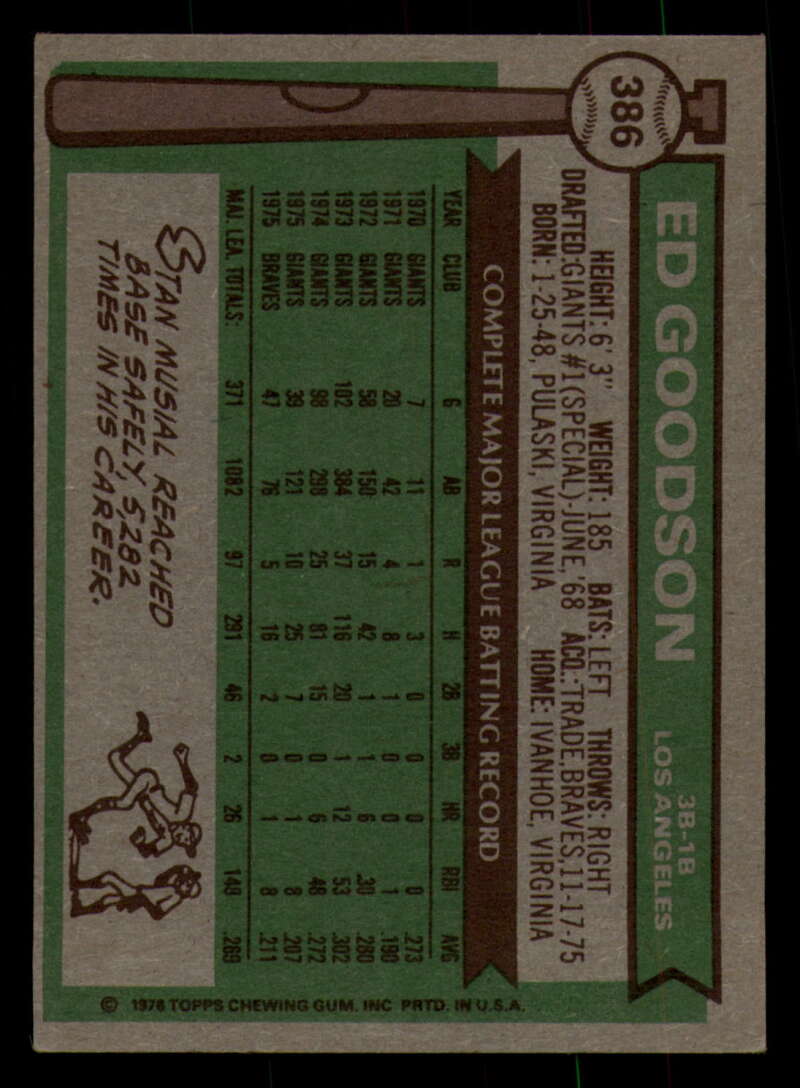 386
ED GOODSON
3B-1B
LOS ANGELES
HEIGHT: 6' 3" WEIGHT: 185 BATS: LEFT THROWS: RIGHT
DRAFTED: GIANTS #1(SPECIAL)-JUNE, '68 ACQ.: TRADE, BRAVES, 11-17-75
BORN: 1-25-48, PULASKI, VIRGINIA HOME: IVANHOE, VIRGINIA
COMPLETE MAJOR LEAGUE BATTING RECORD
YEAR CLUB G AB R H 2B 3B HR RBI AVG
1970 GIANTS 7 11 1 3 0 0 0 0 .273
1971 GIANTS 20 42 4 8 1 0 0 1 .190
1972 GIANTS 58 150 15 42 1 1 6 30 .280
1973 GIANTS 102 384 37 116 20 1 12 53 .302
1974 GIANTS 98 298 25 81 15 0 6 48 .272
1975 GIANTS 39 121 10 25 7 0 1 8 .207
1975 BRAVES 47 76 5 16 2 0 1 8 .211
MAJ. LEA. TOTALS: 371 1082 97 291 46 2 26 148 .269
STAN MUSIAL REACHED
BASE SAFELY, 5,282
TIMES IN HIS CAREER.
© 1976 TOPPS CHEWING GUM, INC PRTD. IN U.S.A.